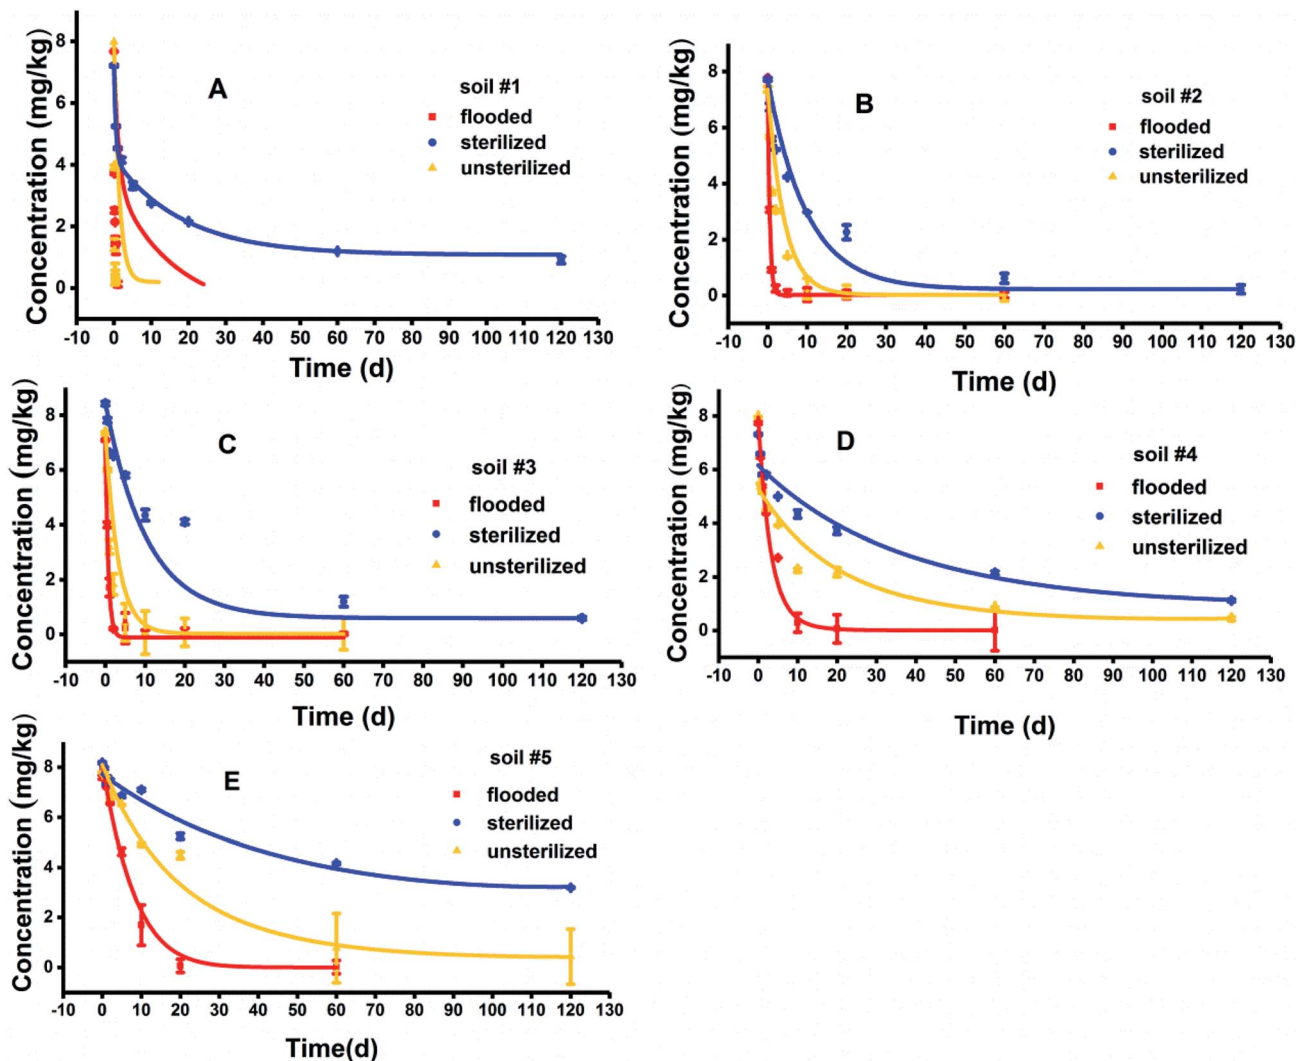 A
soil #1
flooded
sterilized
unsterilized
Concentration (mg/kg)
8
6
4
2
0
-10 0 10 20 30 40 50 60 70 80 90 100 110 120 130
Time (d)
B
soil #2
flooded
sterilized
unsterilized
Concentration (mg/kg)
8
6
4
2
0
-10 0 10 20 30 40 50 60 70 80 90 100 110 120 130
Time (d)
C
soil #3
flooded
sterilized
unsterilized
Concentration (mg/kg)
8
6
4
2
0
-10 0 10 20 30 40 50 60 70 80 90 100 110 120 130
Time (d)
D
soil #4
flooded
sterilized
unsterilized
Concentration (mg/kg)
8
6
4
2
0
-10 0 10 20 30 40 50 60 70 80 90 100 110 120 130
Time (d)
E
soil #5
flooded
sterilized
unsterilized
Concentration (mg/kg)
8
6
4
2
0
-10 0 10 20 30 40 50 60 70 80 90 100 110 120 130
Time(d)